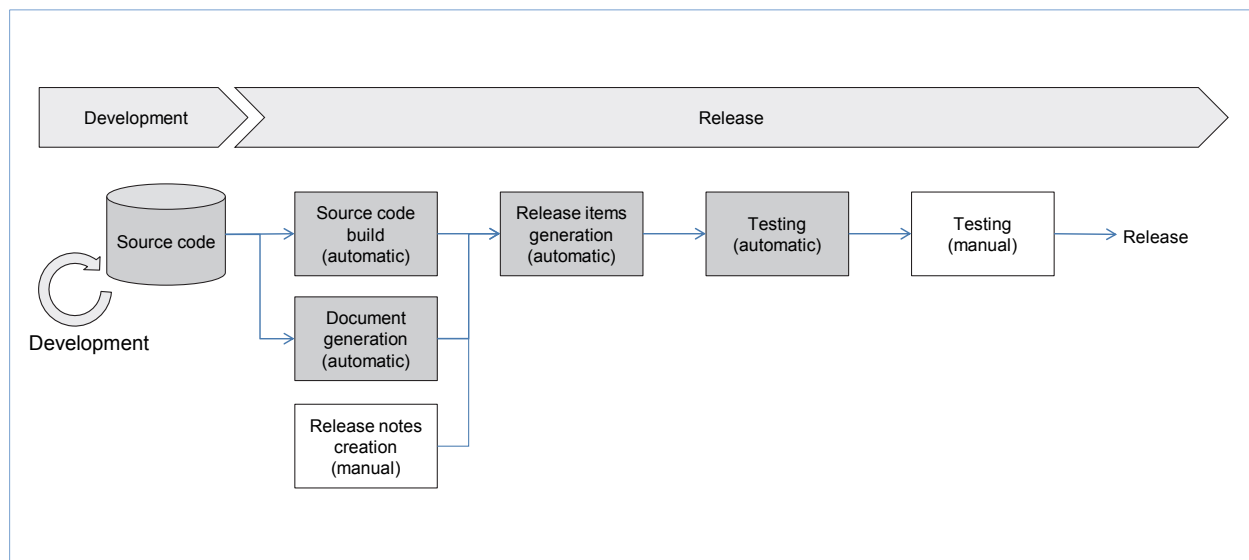 Development
Release
Source code
Development
Source code
build
(automatic)
Document
generation
(automatic)
Release notes
creation
(manual)
Release items
generation
(automatic)
Testing
(automatic)
Testing
(manual)
Release